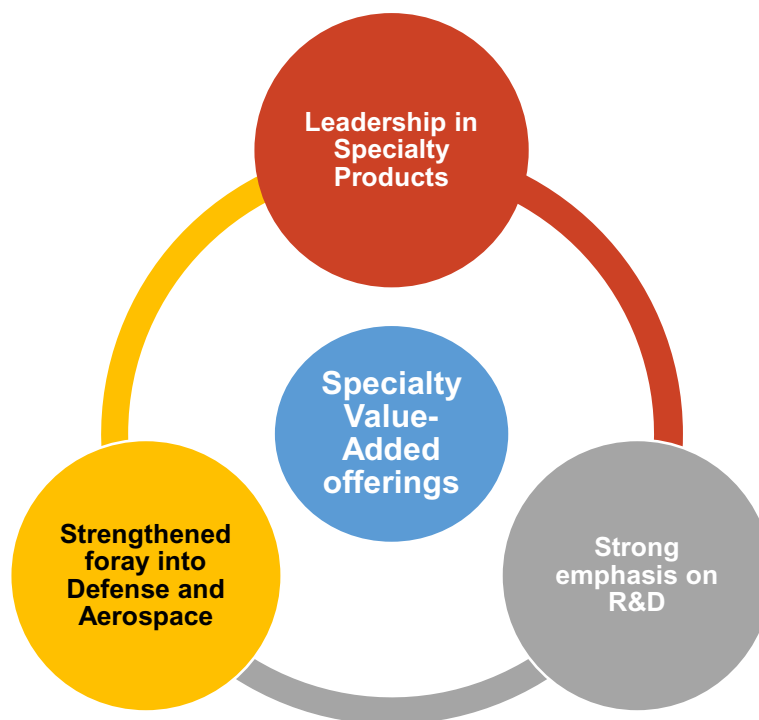 Leadership in
Specialty
Products
Specialty
Value-
Added
offerings
Strengthened
foray into
Defense and
Aerospace
Strong
emphasis on
R&D